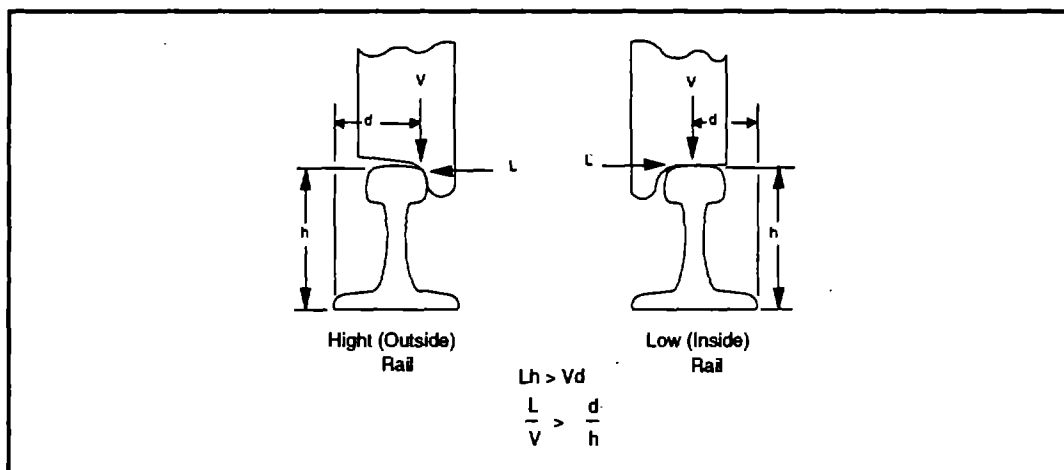 V V
d d
L L
h h
Hight (Outside) Low (Inside)
Rail Rail
Lh > Vd
L d
— > —
V h